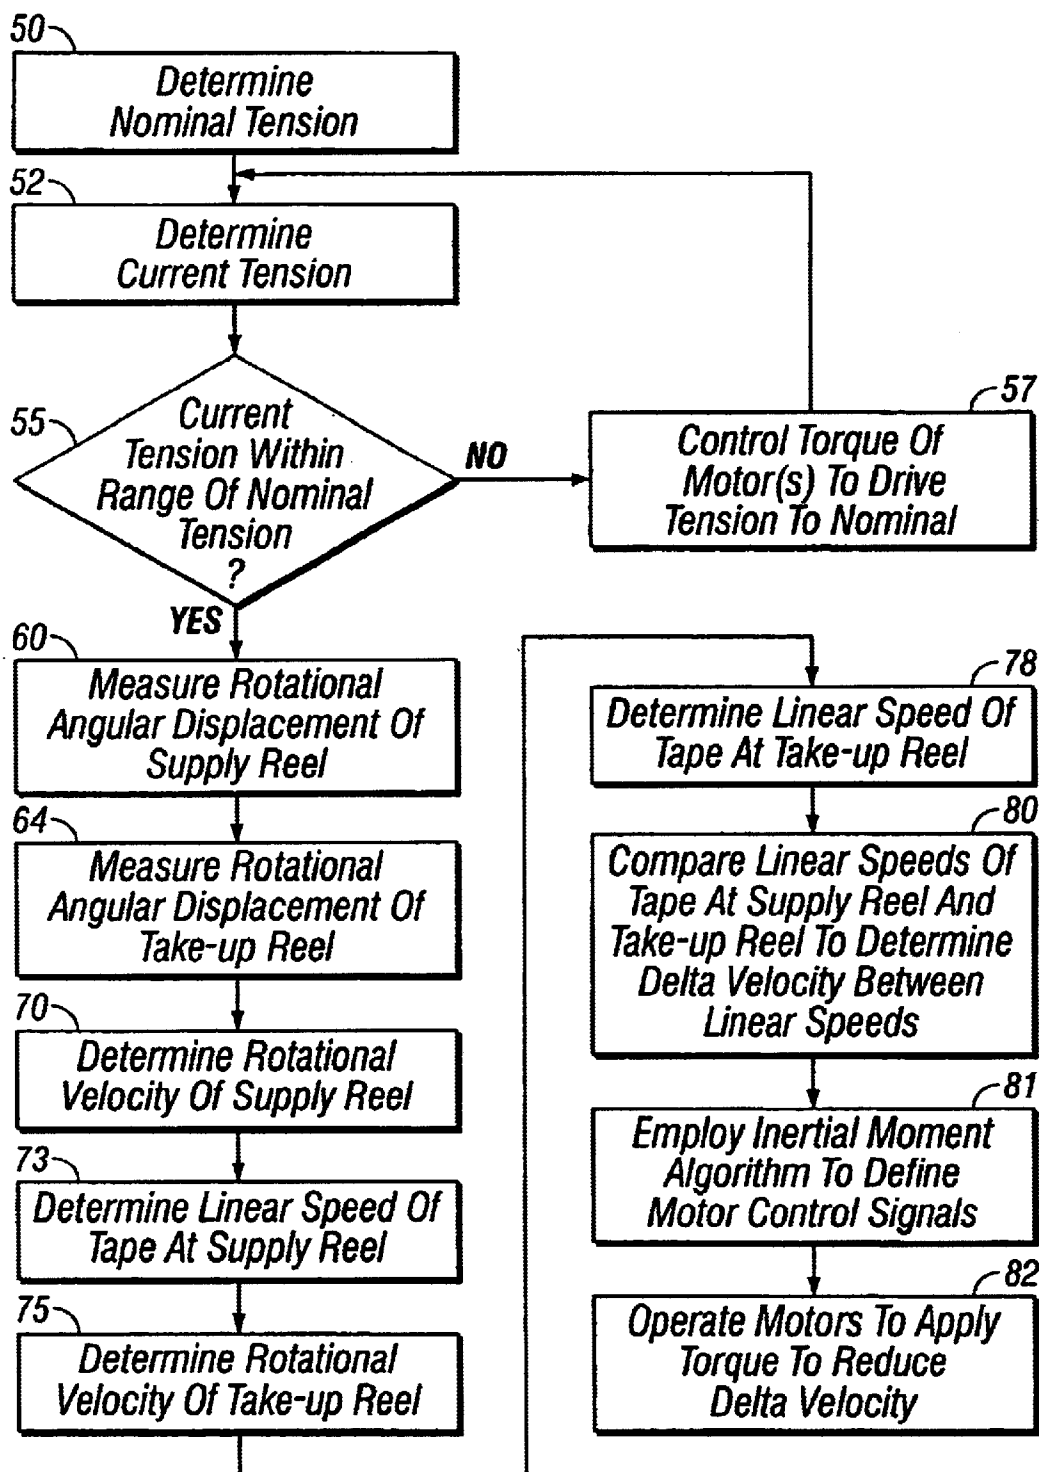 50
Determine
Nominal Tension
52
Determine
Current Tension
55
Current
Tension Within
Range Of Nominal
Tension
?
NO
YES
57
Control Torque Of
Motor(s) To Drive
Tension To Nominal
60
Measure Rotational
Angular Displacement Of
Supply Reel
64
Measure Rotational
Angular Displacement Of
Take-up Reel
70
Determine Rotational
Velocity Of Supply Reel
73
Determine Linear Speed Of
Tape At Supply Reel
75
Determine Rotational
Velocity Of Take-up Reel
78
Determine Linear Speed Of
Tape At Take-up Reel
80
Compare Linear Speeds Of
Tape At Supply Reel And
Take-up Reel To Determine
Delta Velocity Between
Linear Speeds
81
Employ Inertial Moment
Algorithm To Define
Motor Control Signals
82
Operate Motors To Apply
Torque To Reduce
Delta Velocity